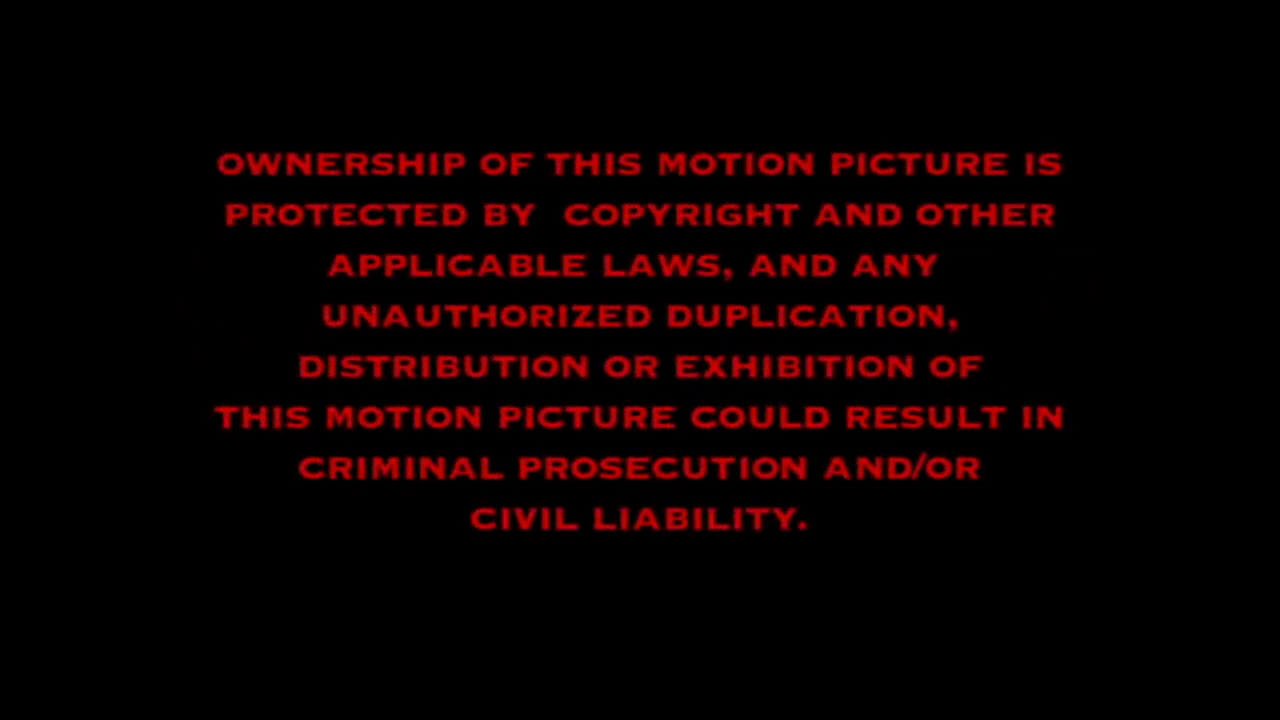 OWNERSHIP OF THIS MOTION PICTURE IS
PROTECTED BY  COPYRIGHT AND OTHER
APPLICABLE LAWS, AND ANY
UNAUTHORIZED DUPLICATION,
DISTRIBUTION OR EXHIBITION OF
THIS MOTION PICTURE COULD RESULT IN
CRIMINAL PROSECUTION AND/OR
CIVIL LIABILITY.